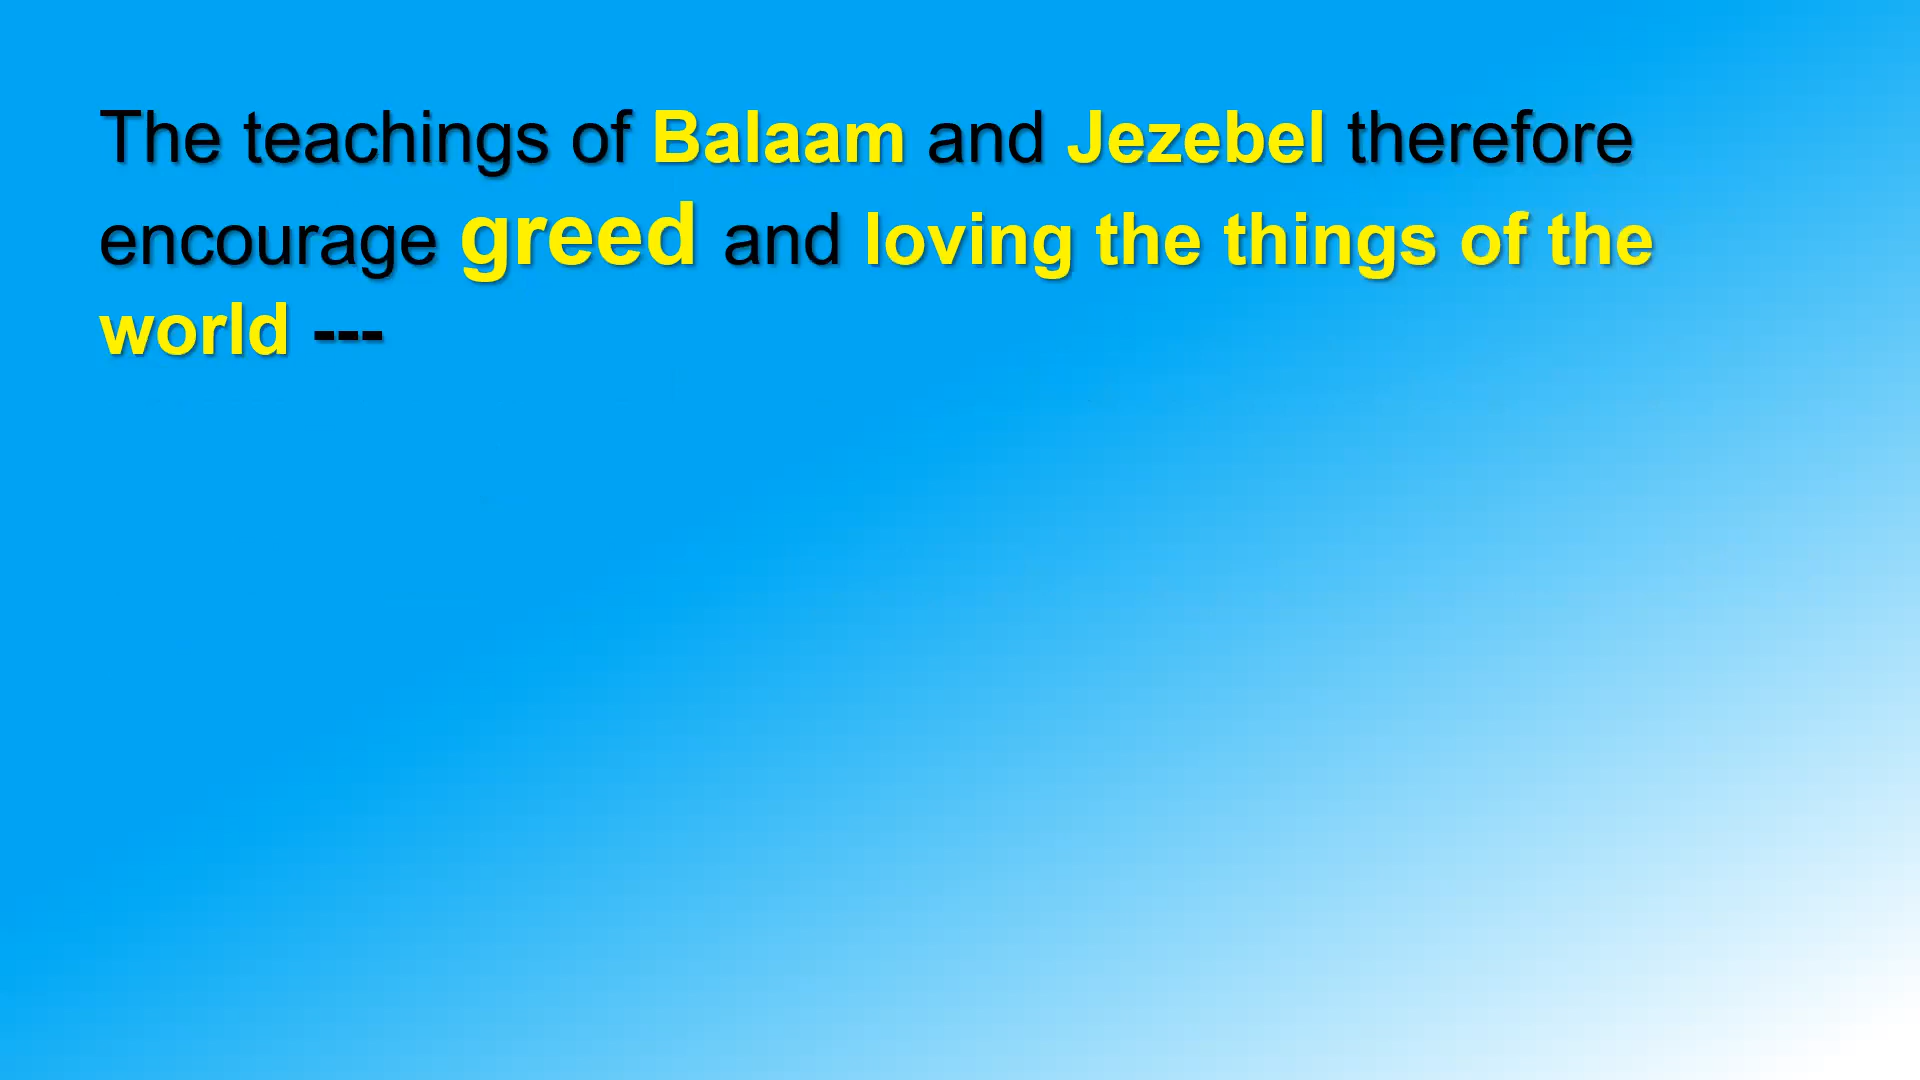 The teachings of Balaam and Jezebel therefore
encourage greed and loving the things of the
world ---